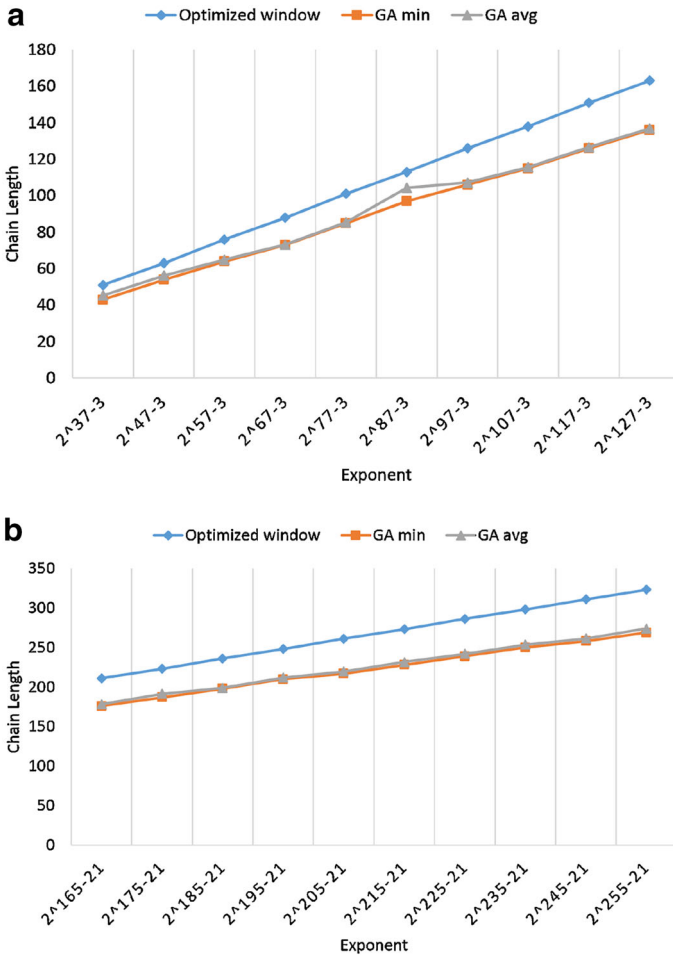 a
Optimized window GA min GA avg
180
160
140
120
100
80
60
40
20
0
Chain Length
2^37-3 2^47-3 2^57-3 2^67-3 2^77-3 2^87-3 2^97-3 2^107-3 2^117-3 2^127-3
Exponent
b
Optimized window GA min GA avg
350
300
250
200
150
100
50
0
Chain Length
2^165-21 2^175-21 2^185-21 2^195-21 2^205-21 2^215-21 2^225-21 2^235-21 2^245-21 2^255-21
Exponent